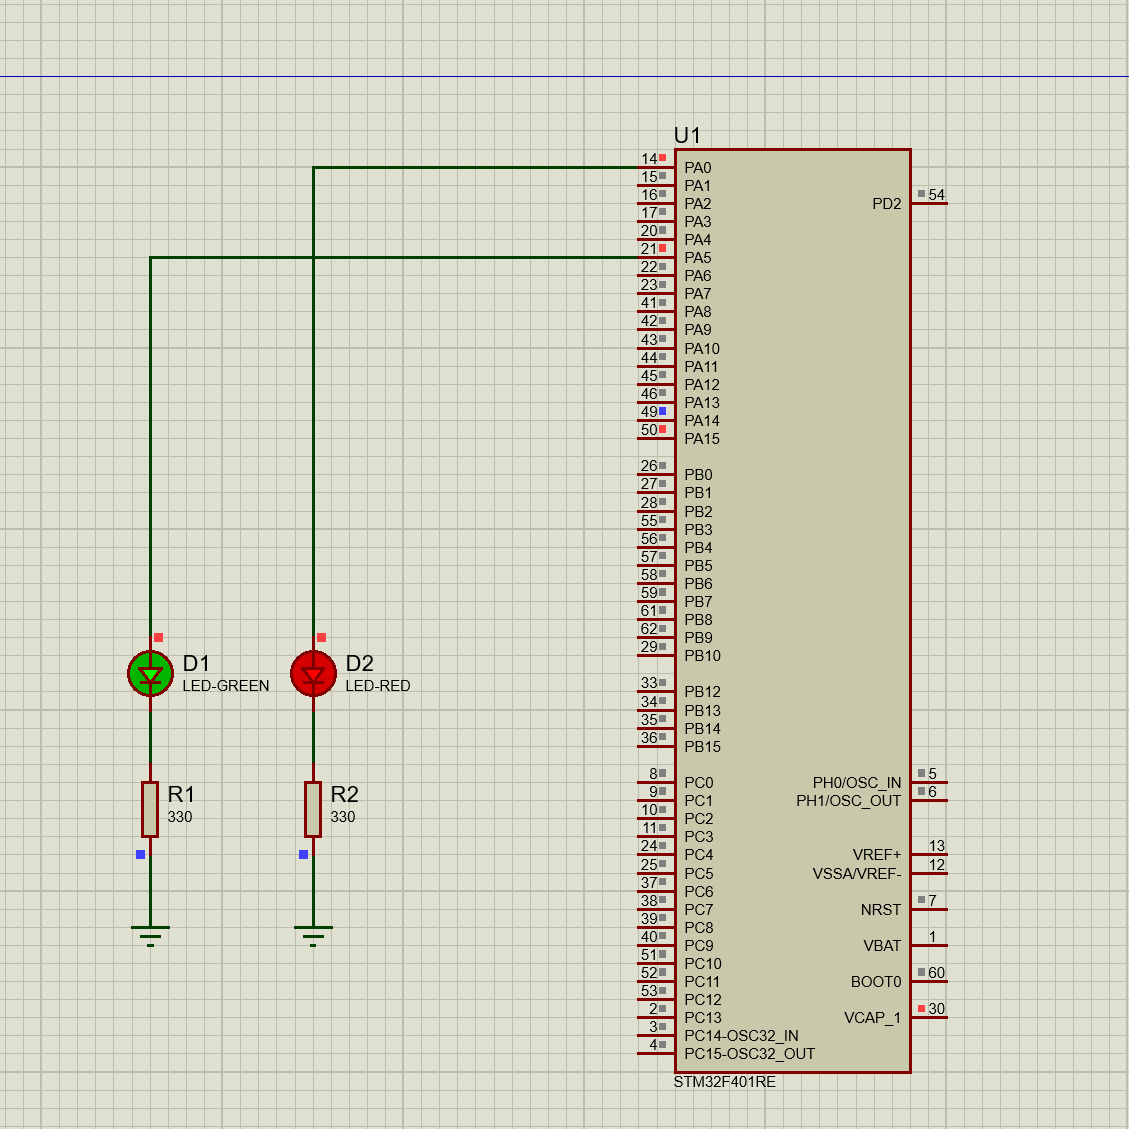 U1
14 PA0
15 PA1
16 PA2
PD2 54
17 PA3
20 PA4
21 PA5
22 PA6
23 PA7
41 PA8
42 PA9
43 PA10
44 PA11
45 PA12
46 PA13
49 PA14
50 PA15
26 PB0
27 PB1
28 PB2
55 PB3
56 PB4
57 PB5
58 PB6
59 PB7
61 PB8
62 PB9
29 PB10
D1
LED-GREEN
D2
LED-RED
33 PB12
34 PB13
35 PB14
36 PB15
8 PC0
PH0/OSC_IN 5
9 PC1
PH1/OSC_OUT 6
R1
330
R2
330
10 PC2
11 PC3
24 PC4
VREF+ 13
25 PC5
VSSA/VREF- 12
37 PC6
38 PC7
NRST 7
39 PC8
40 PC9
VBAT 1
51 PC10
52 PC11
BOOT0 60
53 PC12
2 PC13
VCAP_1 30
3 PC14-OSC32_IN
4 PC15-OSC32_OUT
STM32F401RE